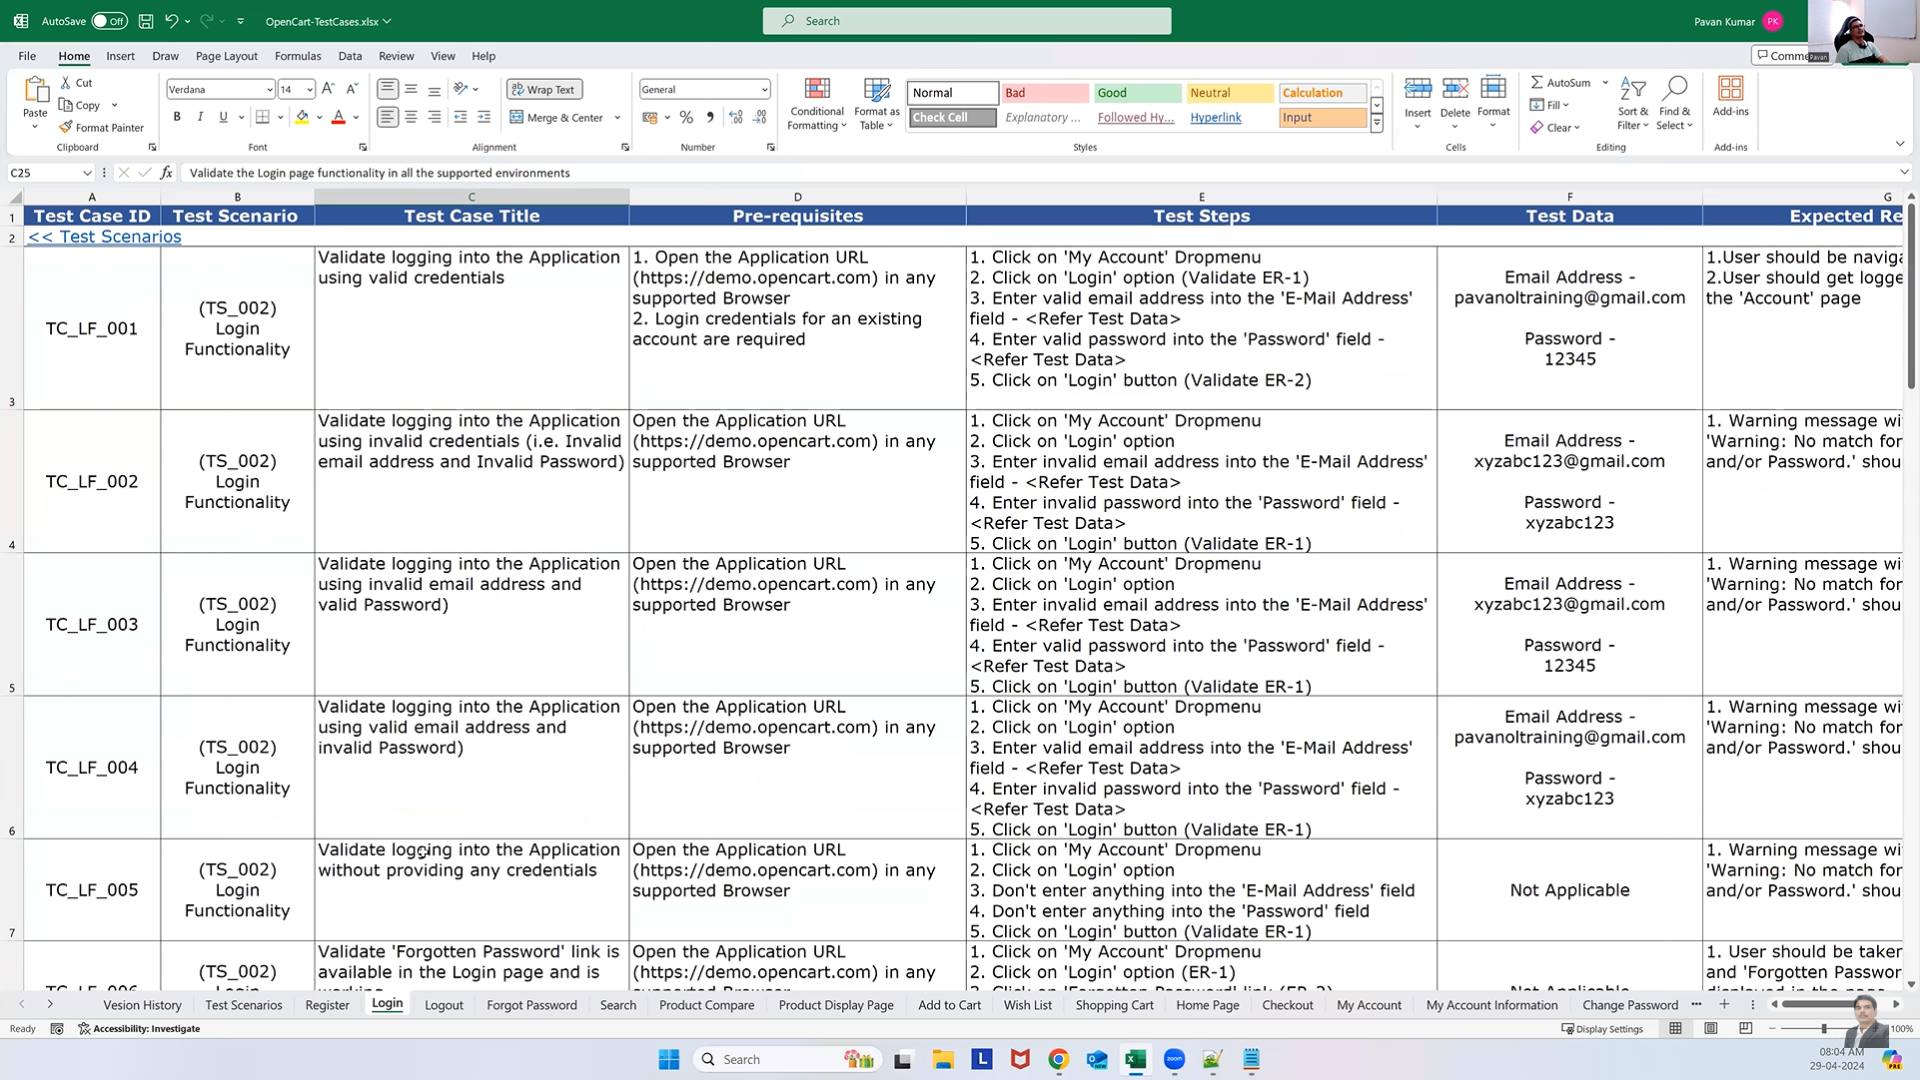 AutoSave Off OpenCart-TestCases.xlsx Search Pavan Kumar PK
File Home Insert Draw Page Layout Formulas Data Review View Help
Pavan
Paste Cut Copy Format Painter Clipboard
Verdana 14 B I U A Font
Wrap Text Merge & Center Alignment
General % Number
Conditional Formatting Format as Table
Normal Bad Good Neutral Calculation
Check Cell Explanatory ... Followed Hy... Hyperlink Input
Styles
Insert Delete Format Cells
AutoSum Fill Clear Sort & Filter Find & Select Editing
Add-ins Add-ins
C25 fx Validate the Login page functionality in all the supported environments
A B C D E F G
1 Test Case ID Test Scenario Test Case Title Pre-requisites Test Steps Test Data Expected Re
2 << Test Scenarios
3
TC_LF_001
(TS_002)
Login
Functionality
Validate logging into the Application
using valid credentials
1. Open the Application URL
(https://demo.opencart.com) in any
supported Browser
2. Login credentials for an existing
account are required
1. Click on 'My Account' Dropmenu
2. Click on 'Login' option (Validate ER-1)
3. Enter valid email address into the 'E-Mail Address'
field - <Refer Test Data>
4. Enter valid password into the 'Password' field -
<Refer Test Data>
5. Click on 'Login' button (Validate ER-2)
Email Address -
pavanoltraining@gmail.com
Password -
12345
1.User should be naviga
2.User should get logge
the 'Account' page
4
TC_LF_002
(TS_002)
Login
Functionality
Validate logging into the Application
using invalid credentials (i.e. Invalid
email address and Invalid Password)
Open the Application URL
(https://demo.opencart.com) in any
supported Browser
1. Click on 'My Account' Dropmenu
2. Click on 'Login' option
3. Enter invalid email address into the 'E-Mail Address'
field - <Refer Test Data>
4. Enter invalid password into the 'Password' field -
<Refer Test Data>
5. Click on 'Login' button (Validate ER-1)
Email Address -
xyzabc123@gmail.com
Password -
xyzabc123
1. Warning message wi
'Warning: No match for
and/or Password.' shou
5
TC_LF_003
(TS_002)
Login
Functionality
Validate logging into the Application
using invalid email address and
valid Password)
Open the Application URL
(https://demo.opencart.com) in any
supported Browser
1. Click on 'My Account' Dropmenu
2. Click on 'Login' option
3. Enter invalid email address into the 'E-Mail Address'
field - <Refer Test Data>
4. Enter valid password into the 'Password' field -
<Refer Test Data>
5. Click on 'Login' button (Validate ER-1)
Email Address -
xyzabc123@gmail.com
Password -
12345
1. Warning message wi
'Warning: No match for
and/or Password.' shou
6
TC_LF_004
(TS_002)
Login
Functionality
Validate logging into the Application
using valid email address and
invalid Password)
Open the Application URL
(https://demo.opencart.com) in any
supported Browser
1. Click on 'My Account' Dropmenu
2. Click on 'Login' option
3. Enter valid email address into the 'E-Mail Address'
field - <Refer Test Data>
4. Enter invalid password into the 'Password' field -
<Refer Test Data>
5. Click on 'Login' button (Validate ER-1)
Email Address -
pavanoltraining@gmail.com
Password -
xyzabc123
1. Warning message wi
'Warning: No match for
and/or Password.' shou
7
TC_LF_005
(TS_002)
Login
Functionality
Validate logging into the Application
without providing any credentials
Open the Application URL
(https://demo.opencart.com) in any
supported Browser
1. Click on 'My Account' Dropmenu
2. Click on 'Login' option
3. Don't enter anything into the 'E-Mail Address' field
4. Don't enter anything into the 'Password' field
5. Click on 'Login' button (Validate ER-1)
Not Applicable
1. Warning message wi
'Warning: No match for
and/or Password.' shou
(TS_002)
Validate 'Forgotten Password' link is
available in the Login page and is
Open the Application URL
(https://demo.opencart.com) in any
1. Click on 'My Account' Dropmenu
2. Click on 'Login' option (ER-1)
1. User should be taken
and 'Forgotten Passwor
Vesion History Test Scenarios Register Login Logout Forgot Password Search Product Compare Product Display Page Add to Cart Wish List Shopping Cart Home Page Checkout My Account My Account Information Change Password
Ready Accessibility: Investigate Display Settings 100%
Search
08:04 AM
29-04-2024